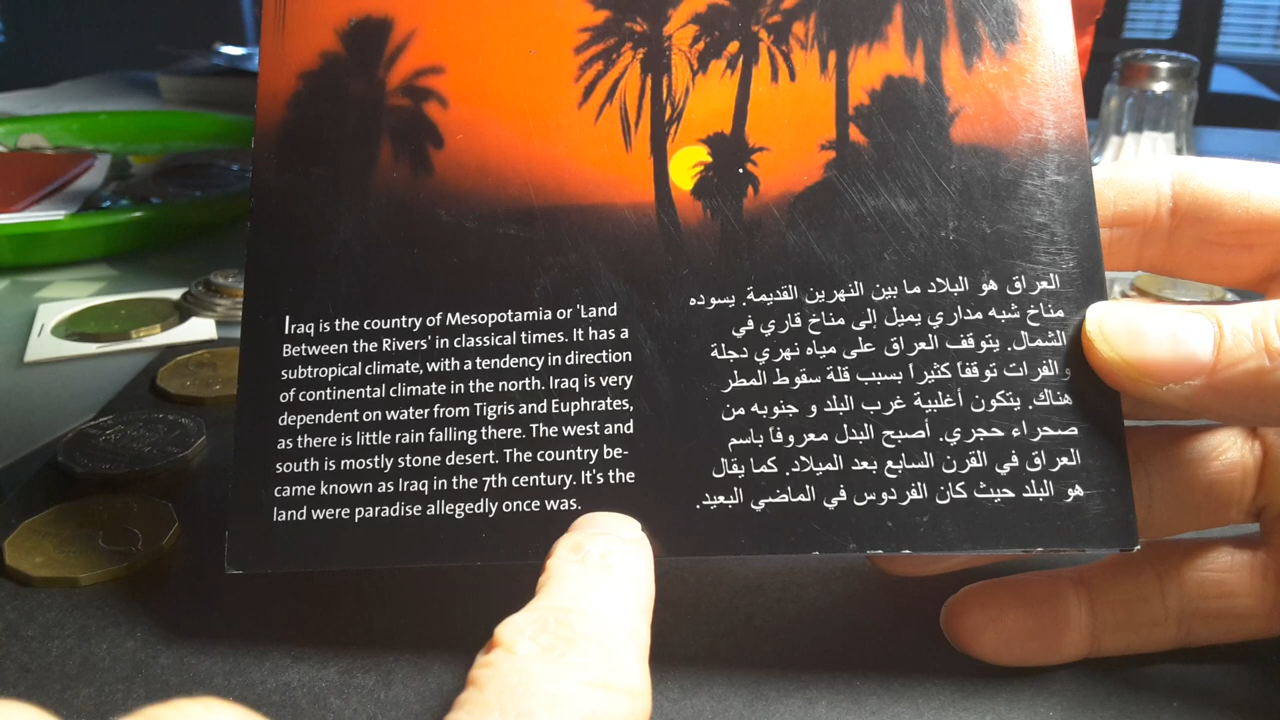 Iraq is the country of Mesopotamia or 'Land
Between the Rivers' in classical times. It has a
subtropical climate, with a tendency in direction
of continental climate in the north. Iraq is very
dependent on water from Tigris and Euphrates,
as there is little rain falling there. The west and
south is mostly stone desert. The country be-
came known as Iraq in the 7th century. It's the
land were paradise allegedly once was.
العراق هو البلاد ما بين النهرين القديمة. يسوده
مناخ شبه مداري يميل إلى مناخ قاري في
الشمال. يتوقف العراق على مياه نهري دجلة
والفرات توقفا كثيرا بسبب قلة سقوط المطر
هناك. يتكون أغلبية غرب البلد و جنوبه من
صحراء حجري. أصبح البدل معروفاً باسم
العراق في القرن السابع بعد الميلاد. كما يقال
هو البلد حيث كان الفردوس في الماضي البعيد.